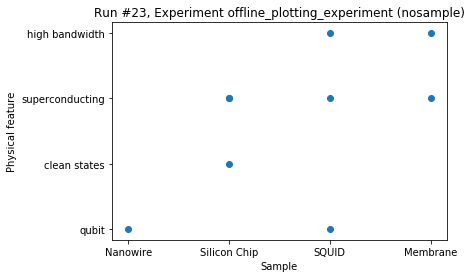 Run #23, Experiment offline_plotting_experiment (nosample)
high bandwidth
superconducting
clean states
qubit
Physical feature
Nanowire Silicon Chip SQUID Membrane
Sample